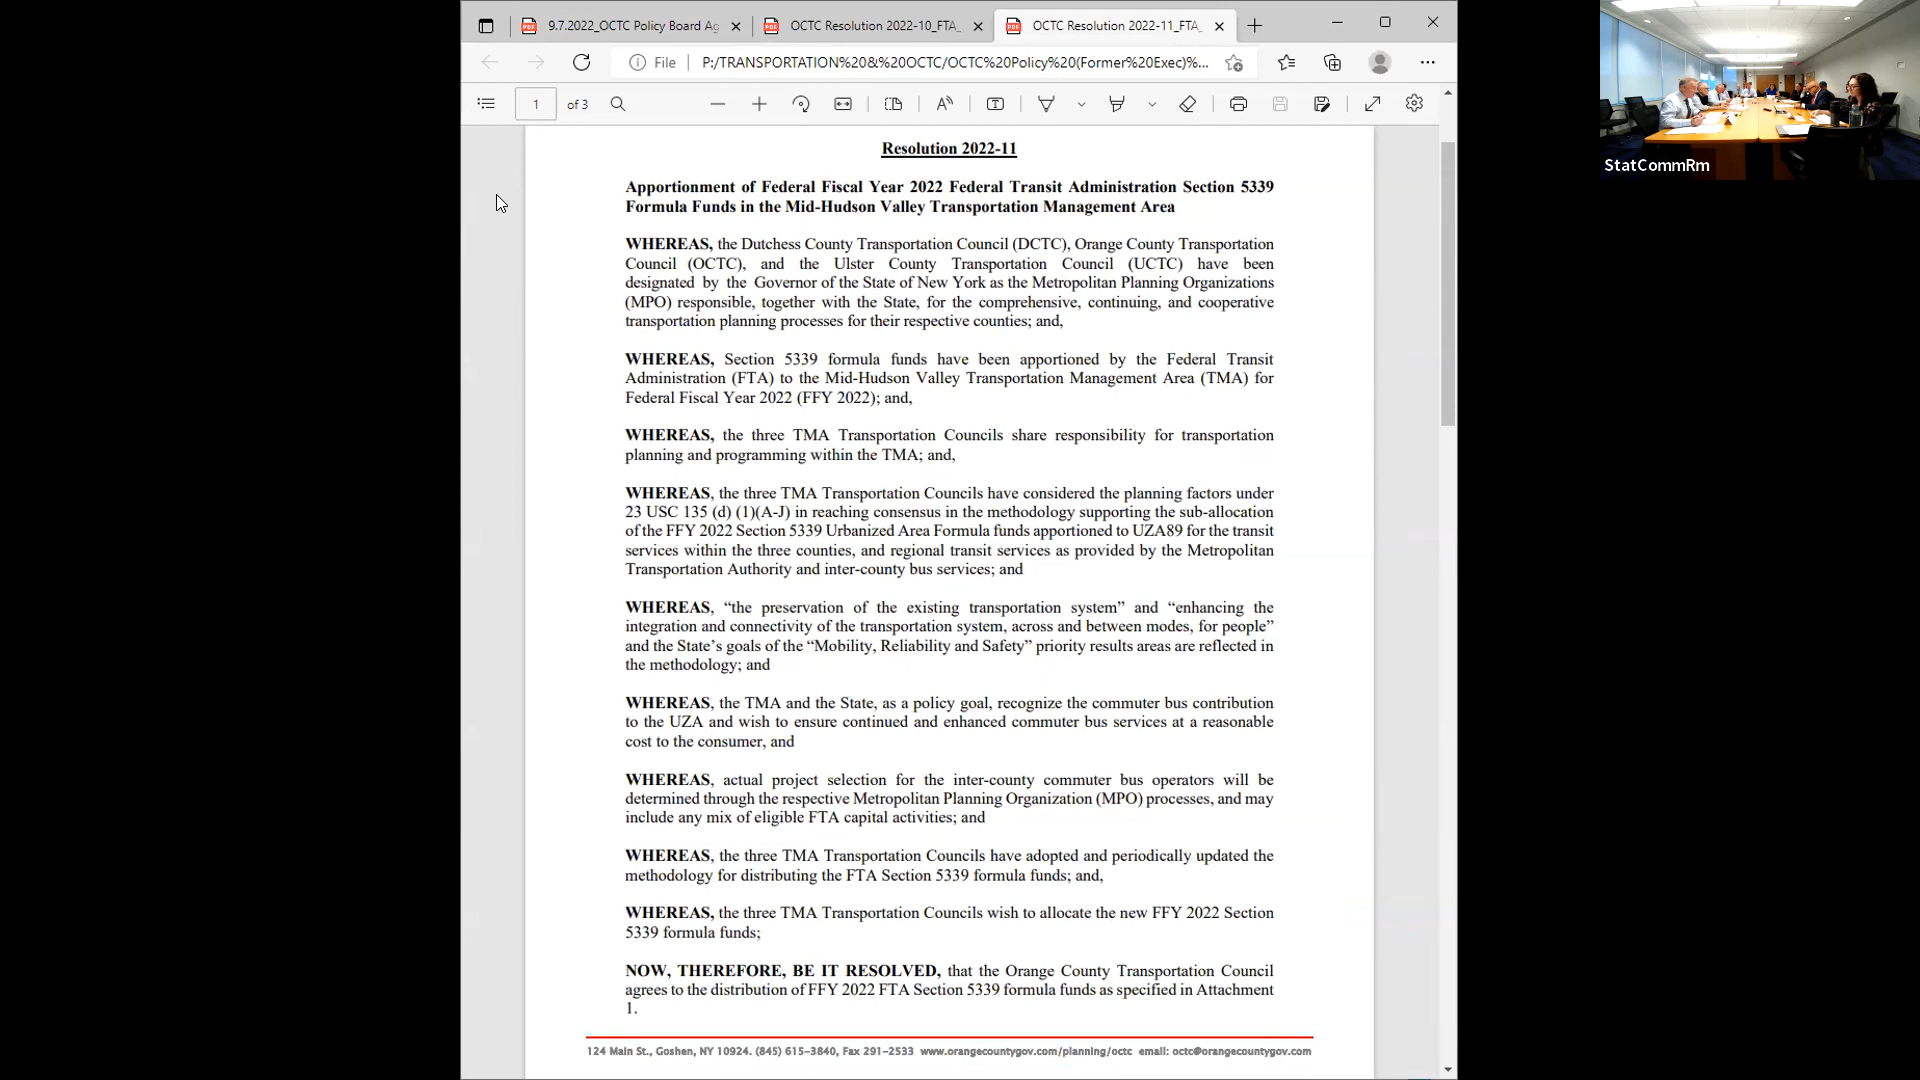 9.7.2022_OCTC Policy Board Ag
OCTC Resolution 2022-10_FTA_
OCTC Resolution 2022-11_FTA_
File
P:/TRANSPORTATION%20&%20OCTC/OCTC%20Policy%20(Former%20Exec)%...
1
of 3
StatCommRm
Resolution 2022-11
Apportionment of Federal Fiscal Year 2022 Federal Transit Administration Section 5339
Formula Funds in the Mid-Hudson Valley Transportation Management Area
WHEREAS, the Dutchess County Transportation Council (DCTC), Orange County Transportation
Council (OCTC), and the Ulster County Transportation Council (UCTC) have been
designated by the Governor of the State of New York as the Metropolitan Planning Organizations
(MPO) responsible, together with the State, for the comprehensive, continuing, and cooperative
transportation planning processes for their respective counties; and,
WHEREAS, Section 5339 formula funds have been apportioned by the Federal Transit
Administration (FTA) to the Mid-Hudson Valley Transportation Management Area (TMA) for
Federal Fiscal Year 2022 (FFY 2022); and,
WHEREAS, the three TMA Transportation Councils share responsibility for transportation
planning and programming within the TMA; and,
WHEREAS, the three TMA Transportation Councils have considered the planning factors under
23 USC 135 (d) (1)(A-J) in reaching consensus in the methodology supporting the sub-allocation
of the FFY 2022 Section 5339 Urbanized Area Formula funds apportioned to UZA89 for the transit
services within the three counties, and regional transit services as provided by the Metropolitan
Transportation Authority and inter-county bus services; and
WHEREAS, “the preservation of the existing transportation system” and “enhancing the
integration and connectivity of the transportation system, across and between modes, for people”
and the State’s goals of the “Mobility, Reliability and Safety” priority results areas are reflected in
the methodology; and
WHEREAS, the TMA and the State, as a policy goal, recognize the commuter bus contribution
to the UZA and wish to ensure continued and enhanced commuter bus services at a reasonable
cost to the consumer, and
WHEREAS, actual project selection for the inter-county commuter bus operators will be
determined through the respective Metropolitan Planning Organization (MPO) processes, and may
include any mix of eligible FTA capital activities; and
WHEREAS, the three TMA Transportation Councils have adopted and periodically updated the
methodology for distributing the FTA Section 5339 formula funds; and,
WHEREAS, the three TMA Transportation Councils wish to allocate the new FFY 2022 Section
5339 formula funds;
NOW, THEREFORE, BE IT RESOLVED, that the Orange County Transportation Council
agrees to the distribution of FFY 2022 FTA Section 5339 formula funds as specified in Attachment
1.
124 Main St., Goshen, NY 10924. (845) 615-3840, Fax 291-2533 www.orangecountygov.com/planning/octc email: octc@orangecountygov.com